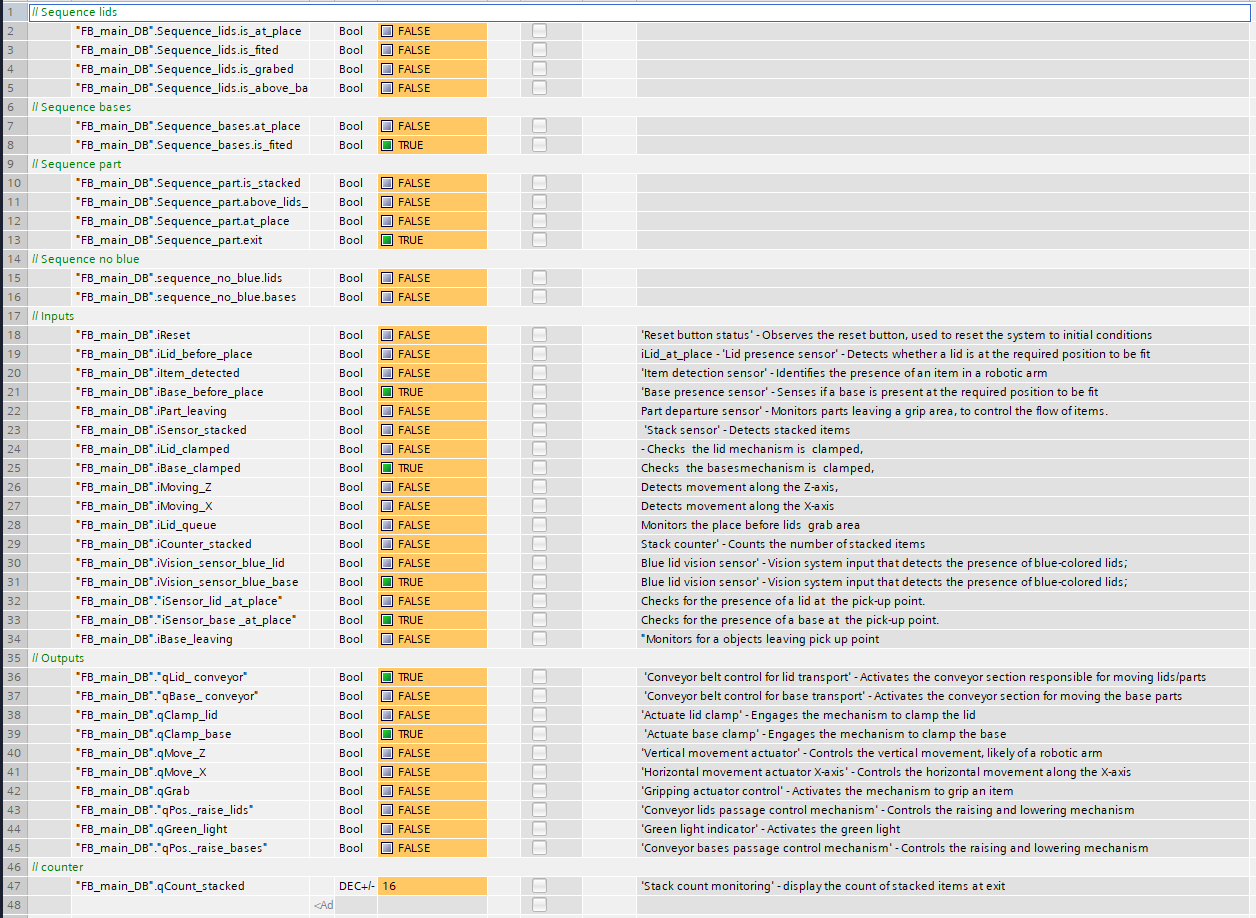 1 // Sequence lids
2 "FB_main_DB".Sequence_lids.is_at_place Bool FALSE
3 "FB_main_DB".Sequence_lids.is_fited Bool FALSE
4 "FB_main_DB".Sequence_lids.is_grabed Bool FALSE
5 "FB_main_DB".Sequence_lids.is_above_ba Bool FALSE
6 // Sequence bases
7 "FB_main_DB".Sequence_bases.at_place Bool FALSE
8 "FB_main_DB".Sequence_bases.is_fited Bool TRUE
9 // Sequence part
10 "FB_main_DB".Sequence_part.is_stacked Bool FALSE
11 "FB_main_DB".Sequence_part.above_lids_ Bool FALSE
12 "FB_main_DB".Sequence_part.at_place Bool FALSE
13 "FB_main_DB".Sequence_part.exit Bool TRUE
14 // Sequence no blue
15 "FB_main_DB".sequence_no_blue.lids Bool FALSE
16 "FB_main_DB".sequence_no_blue.bases Bool FALSE
17 // Inputs
18 "FB_main_DB".iReset Bool FALSE 'Reset button status' - Observes the reset button, used to reset the system to initial conditions
19 "FB_main_DB".iLid_before_place Bool FALSE iLid_at_place - 'Lid presence sensor' - Detects whether a lid is at the required position to be fit
20 "FB_main_DB".iItem_detected Bool FALSE 'Item detection sensor' - Identifies the presence of an item in a robotic arm
21 "FB_main_DB".iBase_before_place Bool TRUE 'Base presence sensor' - Senses if a base is present at the required position to be fit
22 "FB_main_DB".iPart_leaving Bool FALSE Part departure sensor' - Monitors parts leaving a grip area, to control the flow of items.
23 "FB_main_DB".iSensor_stacked Bool FALSE 'Stack sensor' - Detects stacked items
24 "FB_main_DB".iLid_clamped Bool FALSE - Checks the lid mechanism is clamped,
25 "FB_main_DB".iBase_clamped Bool TRUE Checks the basesmechanism is clamped,
26 "FB_main_DB".iMoving_Z Bool FALSE Detects movement along the Z-axis,
27 "FB_main_DB".iMoving_X Bool FALSE Detects movement along the X-axis
28 "FB_main_DB".iLid_queue Bool FALSE Monitors the place before lids grab area
29 "FB_main_DB".iCounter_stacked Bool FALSE Stack counter' - Counts the number of stacked items
30 "FB_main_DB".iVision_sensor_blue_lid Bool FALSE Blue lid vision sensor' - Vision system input that detects the presence of blue-colored lids;
31 "FB_main_DB".iVision_sensor_blue_base Bool TRUE Blue lid vision sensor' - Vision system input that detects the presence of blue-colored lids;
32 "FB_main_DB"."iSensor_lid _at_place" Bool FALSE Checks for the presence of a lid at the pick-up point.
33 "FB_main_DB"."iSensor_base _at_place" Bool TRUE Checks for the presence of a base at the pick-up point.
34 "FB_main_DB".iBase_leaving Bool FALSE "Monitors for a objects leaving pick up point
35 // Outputs
36 "FB_main_DB"."qLid_ conveyor" Bool TRUE 'Conveyor belt control for lid transport' - Activates the conveyor section responsible for moving lids/parts
37 "FB_main_DB"."qBase_ conveyor" Bool FALSE 'Conveyor belt control for base transport' - Activates the conveyor section for moving the base parts
38 "FB_main_DB".qClamp_lid Bool FALSE 'Actuate lid clamp' - Engages the mechanism to clamp the lid
39 "FB_main_DB".qClamp_base Bool TRUE 'Actuate base clamp' - Engages the mechanism to clamp the base
40 "FB_main_DB".qMove_Z Bool FALSE 'Vertical movement actuator' - Controls the vertical movement, likely of a robotic arm
41 "FB_main_DB".qMove_X Bool FALSE 'Horizontal movement actuator X-axis' - Controls the horizontal movement along the X-axis
42 "FB_main_DB".qGrab Bool FALSE 'Gripping actuator control' - Activates the mechanism to grip an item
43 "FB_main_DB"."qPos._raise_lids" Bool FALSE 'Conveyor lids passage control mechanism' - Controls the raising and lowering mechanism
44 "FB_main_DB".qGreen_light Bool FALSE 'Green light indicator' - Activates the green light
45 "FB_main_DB"."qPos._raise_bases" Bool FALSE 'Conveyor bases passage control mechanism' - Controls the raising and lowering mechanism
46 // counter
47 "FB_main_DB".qCount_stacked DEC+/- 16 'Stack count monitoring' - display the count of stacked items at exit
48 <Ad